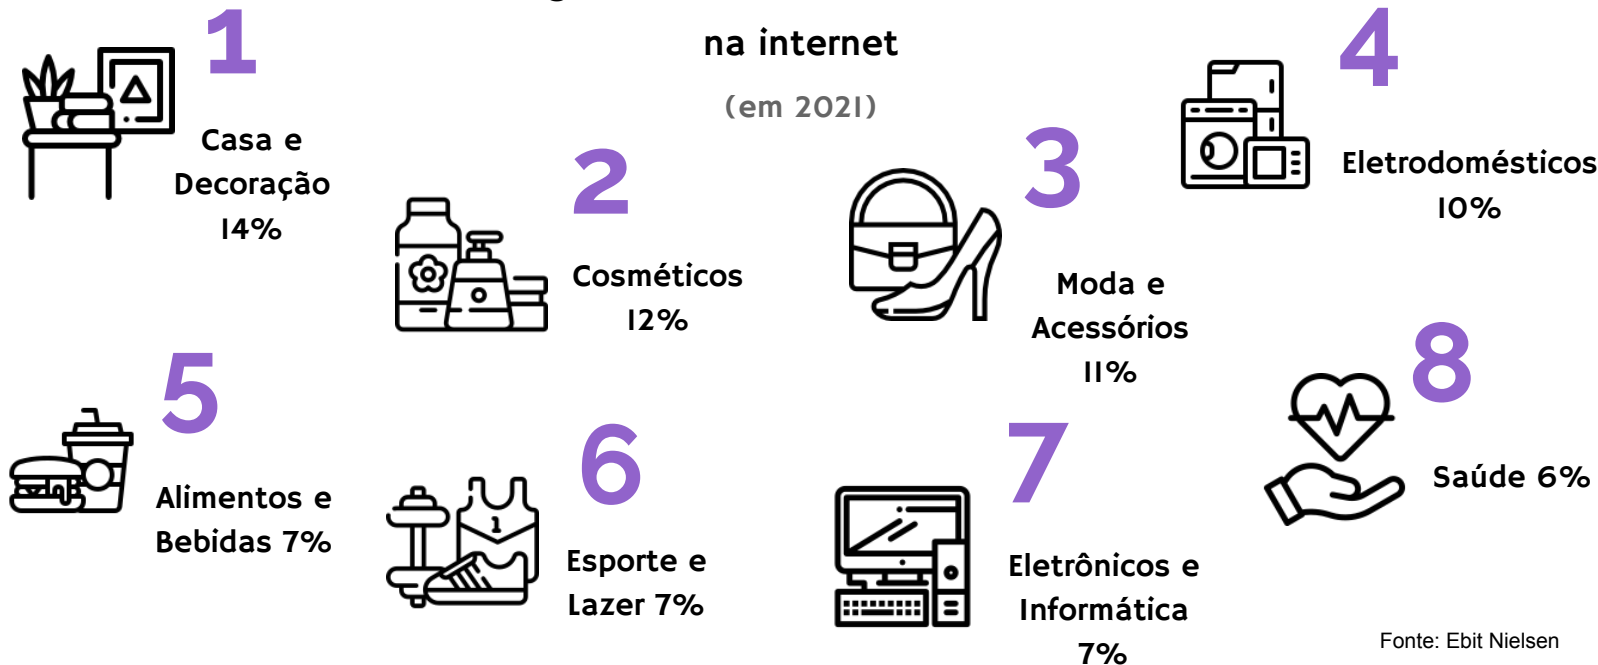 na internet
(em 2021)
1
Casa e
Decoração
14%
2
Cosméticos
12%
3
Moda e
Acessórios
11%
4
Eletrodomésticos
10%
5
Alimentos e
Bebidas 7%
6
1
Esporte e
Lazer 7%
7
Eletrônicos e
Informática
7%
8
Saúde 6%
Fonte: Ebit Nielsen